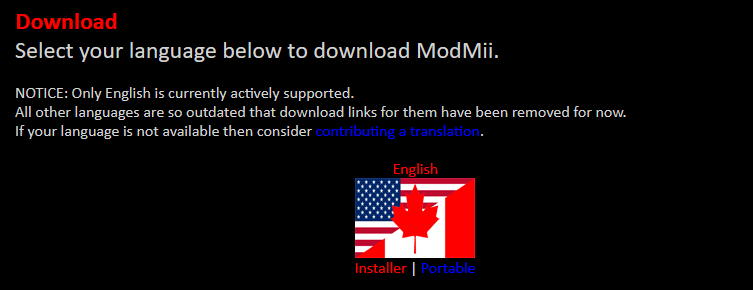 Download
Select your language below to download ModMii.
NOTICE: Only English is currently actively supported.
All other languages are so outdated that download links for them have been removed for now.
If your language is not available then consider contributing a translation.
English
Installer | Portable